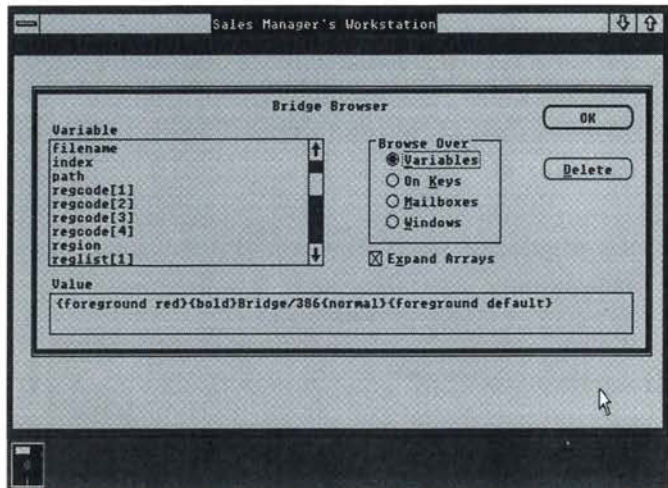 Sales Manager's Workstation
Bridge Browser
OK
Variable
filename
index
path
regcode[1]
regcode[2]
regcode[3]
regcode[4]
region
reglist[1]
Browse Over
Variables
On Keys
Mailboxes
Windows
Delete
Expand Arrays
Value
{foreground red}{bold}Bridge/386{normal}{foreground default}